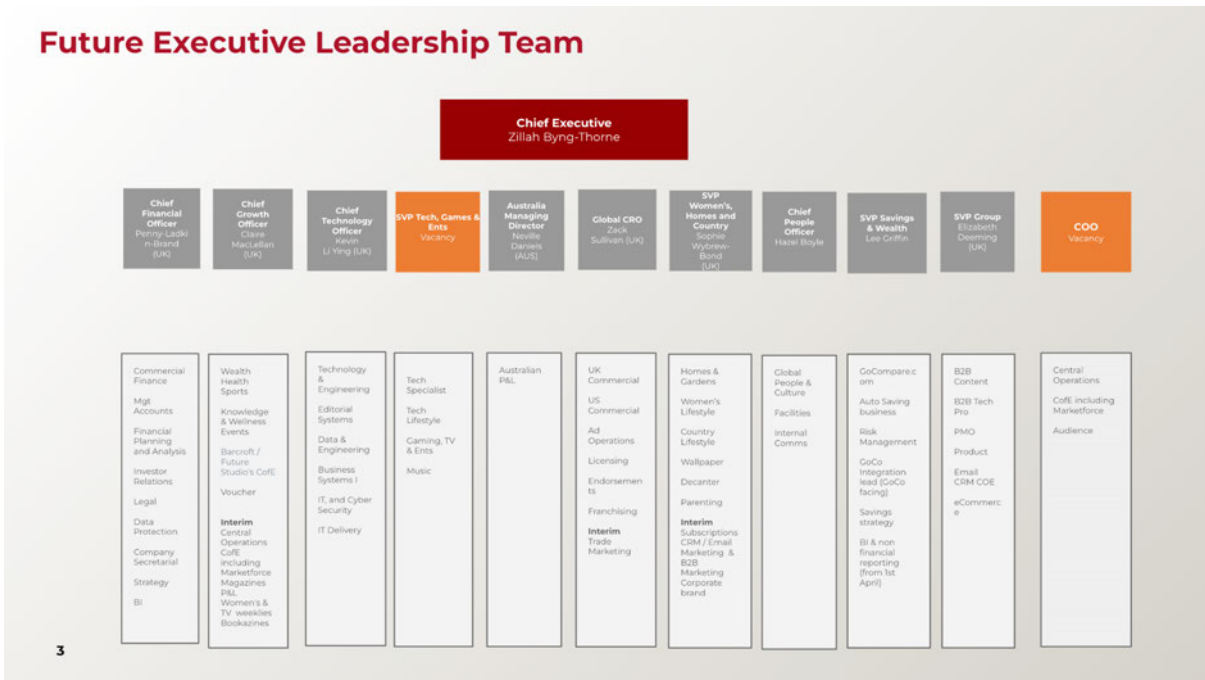 Future Executive Leadership Team
Chief Executive
Zillah Byng-Thorne
Chief
Financial
Officer
Penny-Ladki
n-Brand
(UK)
Chief
Growth
Officer
Claire
MacLellan
(UK)
Chief
Technology
Officer
Kevin
Li Ying (UK)
SVP Tech, Games &
Ents
Vacancy
Australia
Managing
Director
Neville
Daniels
(AUS)
Global CRO
Zack
Sullivan (UK)
SVP
Women's,
Homes and
Country
Sophie
Wybrew-
Bond
(UK)
Chief
People
Officer
Hazel Boyle
SVP Savings
& Wealth
Lee Griffin
SVP Group
Elizabeth
Deeming
(UK)
COO
Vacancy
Commercial
Finance
Mgt
Accounts
Financial
Planning
and Analysis
Investor
Relations
Legal
Data
Protection
Company
Secretarial
Strategy
BI
Wealth
Health
Sports
Knowledge
& Wellness
Events
Barcroft /
Future
Studio's CofE
Voucher
Interim
Central
Operations
CofE
including
Marketforce
Magazines
P&L
Women's &
TV weeklies
Bookazines
Technology
&
Engineering
Editorial
Systems
Data &
Engineering
Business
Systems I
IT, and Cyber
Security
IT Delivery
Tech
Specialist
Tech
Lifestyle
Gaming, TV
& Ents
Music
Australian
P&L
UK
Commercial
US
Commercial
Ad
Operations
Licensing
Endorsemen
ts
Franchising
Interim
Trade
Marketing
Homes &
Gardens
Women's
Lifestyle
Country
Lifestyle
Wallpaper
Decanter
Parenting
Interim
Subscriptions
CRM / Email
Marketing &
B2B
Marketing
Corporate
brand
Global
People &
Culture
Facilities
Internal
Comms
GoCompare.c
om
Auto Saving
business
Risk
Management
GoCo
Integration
lead (GoCo
facing)
Savings
strategy
BI & non
financial
reporting
(from 1st
April)
B2B
Content
B2B Tech
Pro
PMO
Product
Email
CRM COE
eCommerc
e
Central
Operations
CofE including
Marketforce
Audience
3